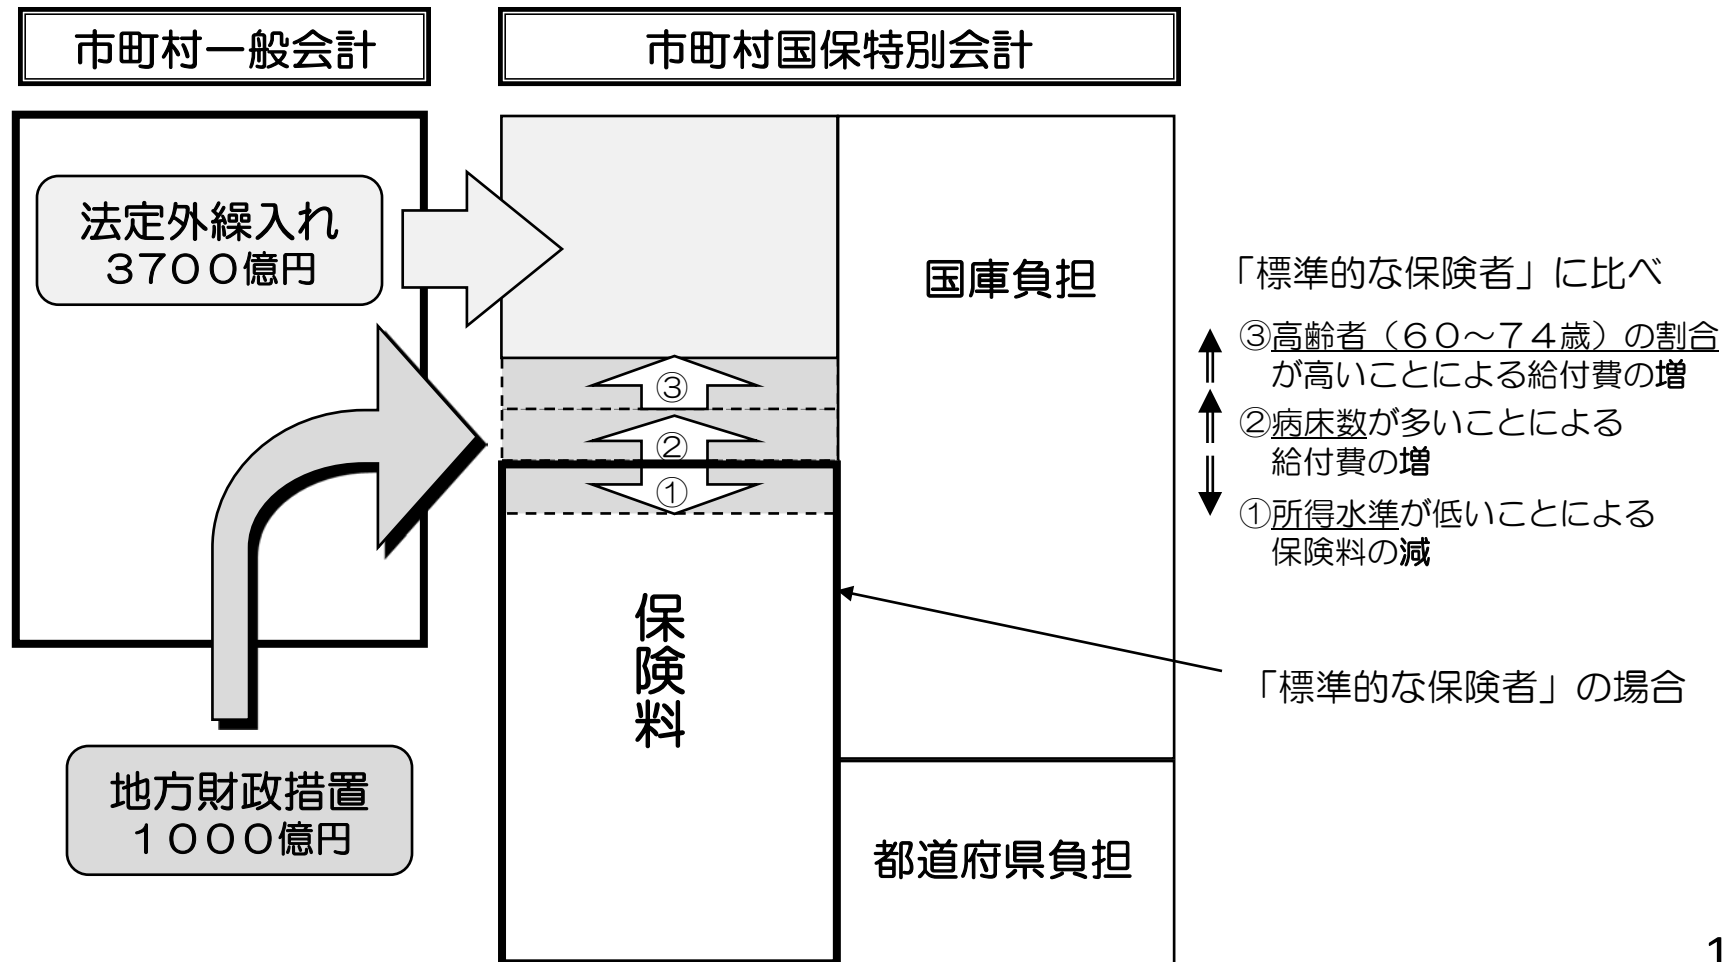 市町村一般会計
市町村国保特別会計
法定外繰入れ
３７００億円
地方財政措置
１０００億円
③
②
①
保険料
国庫負担
都道府県負担
「標準的な保険者」に比べ
③高齢者（６０～７４歳）の割合
が高いことによる給付費の増
②病床数が多いことによる
給付費の増
①所得水準が低いことによる
保険料の減
「標準的な保険者」の場合
1